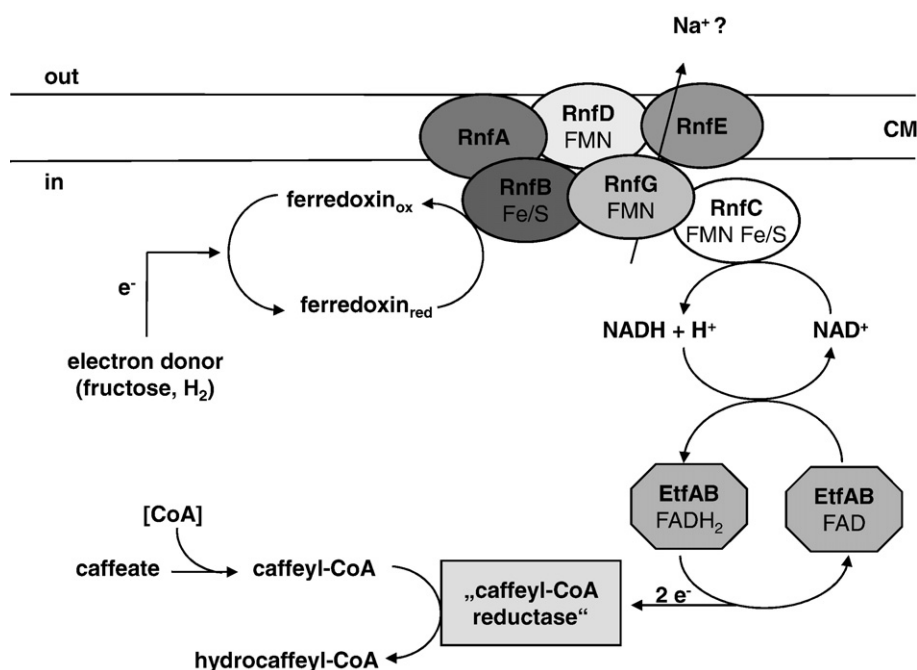 Na⁺ ?
out
RnfD
FMN
RnfA
RnfE
CM
in
RnfB
Fe/S
RnfG
FMN
RnfC
FMN Fe/S
ferredoxinₒₓ
e⁻
ferredoxin_red
NADH + H⁺
NAD⁺
electron donor
(fructose, H₂)
EtfAB
FADH₂
EtfAB
FAD
[CoA]
caffeate
caffeyl-CoA
„caffeyl-CoA
reductase“
2 e⁻
hydrocaffeyl-CoA